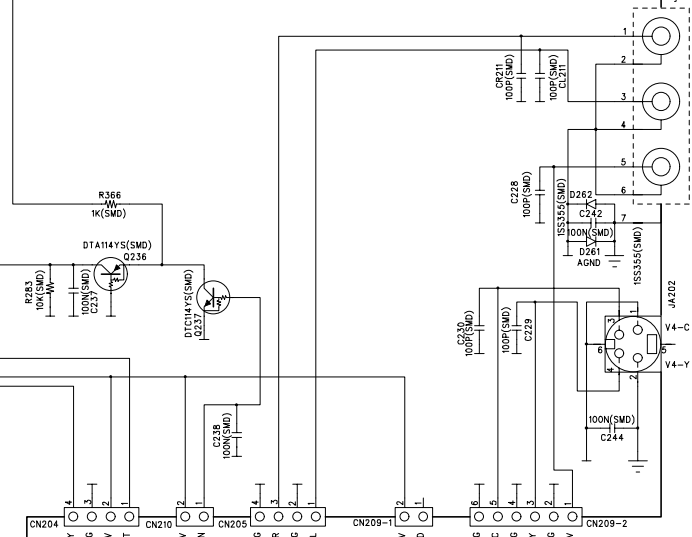 1
CR211
100P(SMD)
100P(SMD)
CL211
2
3
4
5
6
7
C228
100P(SMD)
1SS355(SMD)
D262
C242
100N(SMD)
D261
AGND
1SS355(SMD)
R366
1K(SMD)
DTA114YS(SMD)
Q236
R283
10K(SMD)
100N(SMD)
C237
DTC114YS(SMD)
Q237
JA202
C230
100P(SMD)
100P(SMD)
C229
3
1
V4-C
6
5
4
2
V4-Y
100N(SMD)
C244
C238
100N(SMD)
4
3
2
1
2
1
4
3
2
1
2
1
6
5
4
3
2
1
CN204
CN210
CN205
CN209-1
CN209-2
Y
G
V
T
V
N
G
R
G
L
V
D
G
C
G
Y
G
V